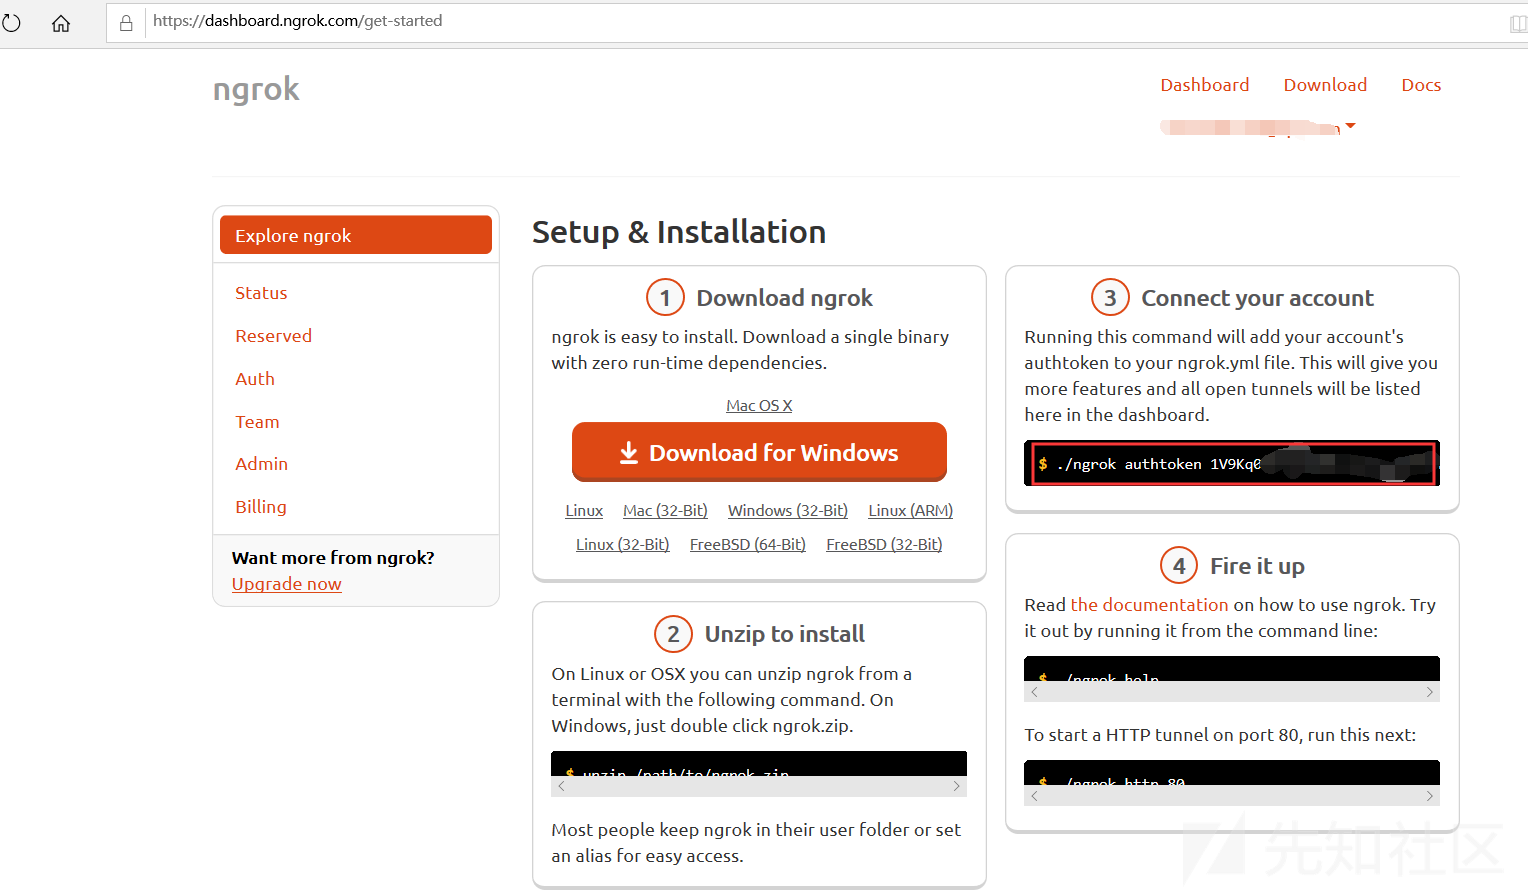 https://dashboard.ngrok.com/get-started
ngrok
Dashboard Download Docs
Explore ngrok
Status
Reserved
Auth
Team
Admin
Billing
Want more from ngrok?
Upgrade now
Setup & Installation
1 Download ngrok
ngrok is easy to install. Download a single binary
with zero run-time dependencies.
Mac OS X
Download for Windows
Linux Mac (32-Bit) Windows (32-Bit) Linux (ARM)
Linux (32-Bit) FreeBSD (64-Bit) FreeBSD (32-Bit)
2 Unzip to install
On Linux or OSX you can unzip ngrok from a
terminal with the following command. On
Windows, just double click ngrok.zip.
$ unzip /path/to/ngrok.zip
Most people keep ngrok in their user folder or set
an alias for easy access.
3 Connect your account
Running this command will add your account's
authtoken to your ngrok.yml file. This will give you
more features and all open tunnels will be listed
here in the dashboard.
$ ./ngrok authtoken 1V9Kq0
4 Fire it up
Read the documentation on how to use ngrok. Try
it out by running it from the command line:
$ ./ngrok help
To start a HTTP tunnel on port 80, run this next:
$ ./ngrok http 80
先知社区